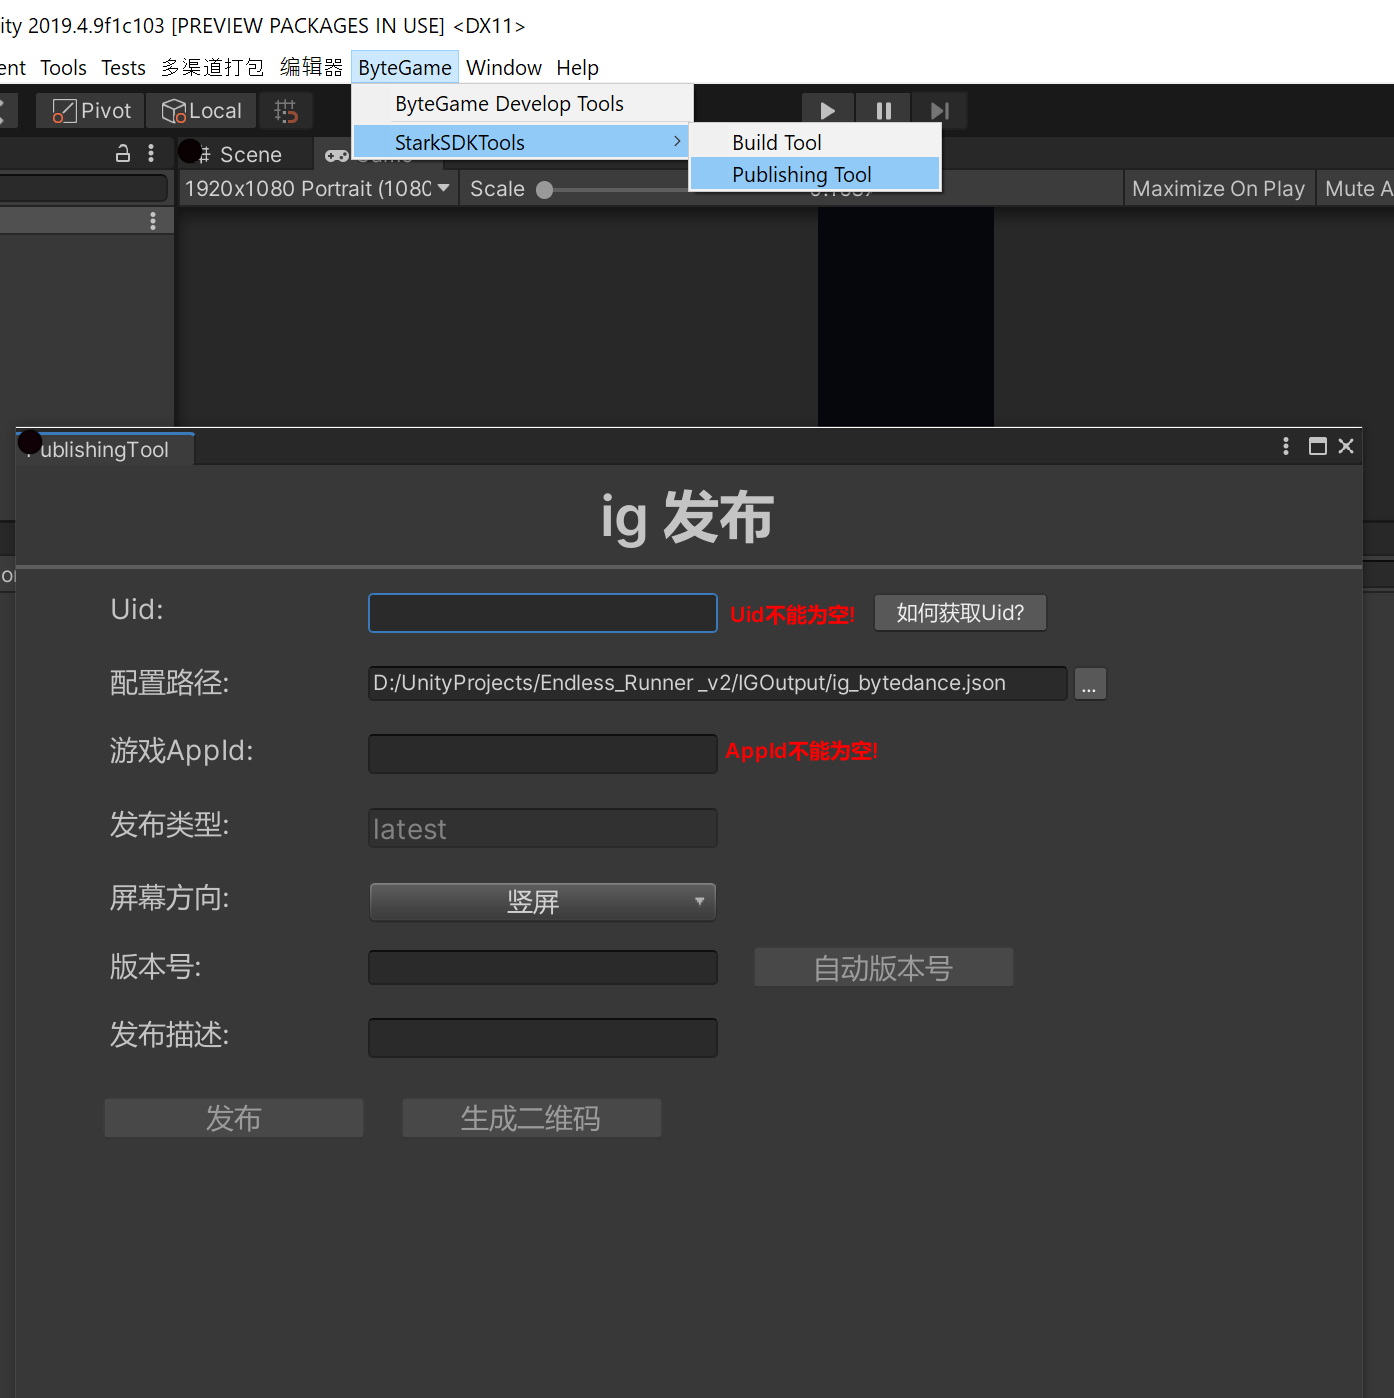 ity 2019.4.9f1c103 [PREVIEW PACKAGES IN USE] <DX11>
ent Tools Tests 多渠道打包 编辑器 ByteGame Window Help
ByteGame Develop Tools
Pivot Local
StarkSDKTools
Build Tool
Publishing Tool
Scene
1920x1080 Portrait (1080 Scale Maximize On Play Mute A
ublishingTool
ig 发布
Uid: Uid不能为空! 如何获取Uid?
配置路径: D:/UnityProjects/Endless_Runner _v2/IGOutput/ig_bytedance.json ...
游戏AppId: AppId不能为空!
发布类型: latest
屏幕方向: 竖屏
版本号: 自动版本号
发布描述:
发布 生成二维码